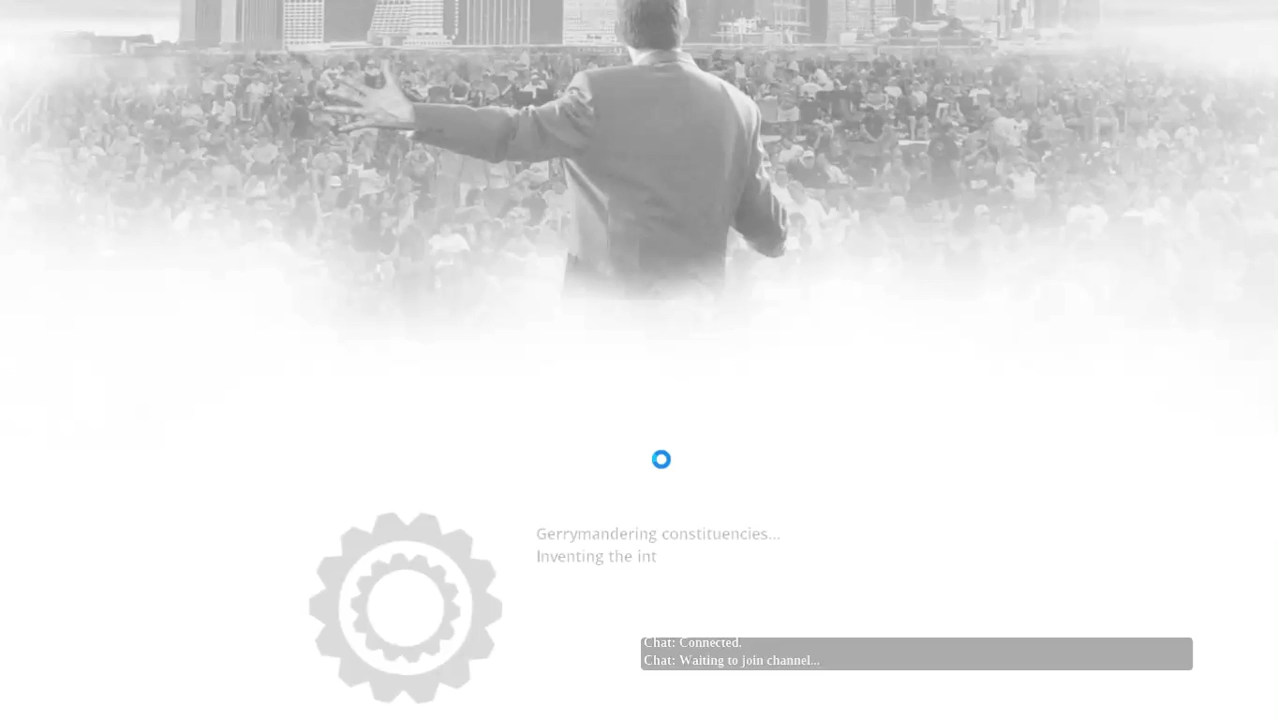 Gerrymandering constituencies...
Inventing the int
Chat: Connected.
Chat: Waiting to join channel...